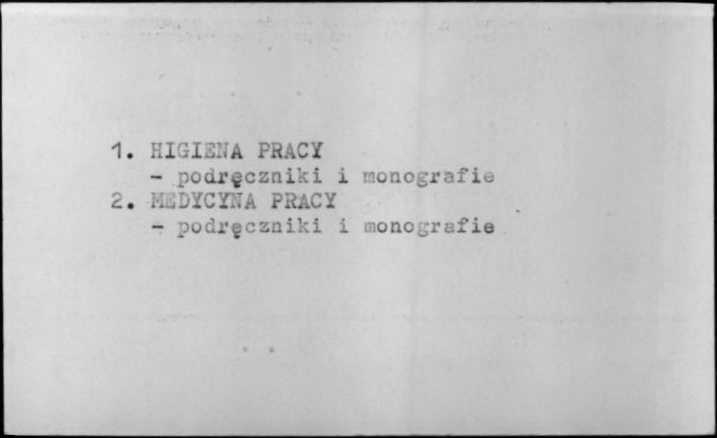 1. HIGIENA PRACY
- podręczniki i monografie
2. MEDYCYNA PRACY
- podręczniki i monografie